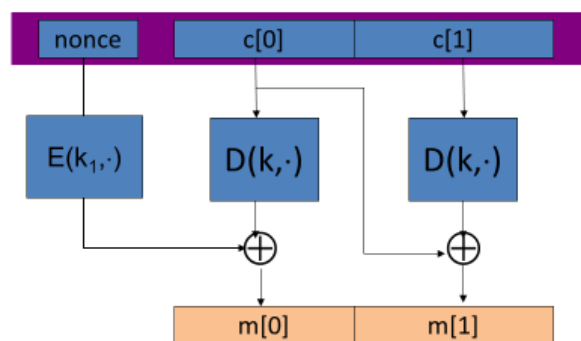 nonce c[0] c[1]
E(k₁,·) D(k,·) D(k,·)
m[0] m[1]